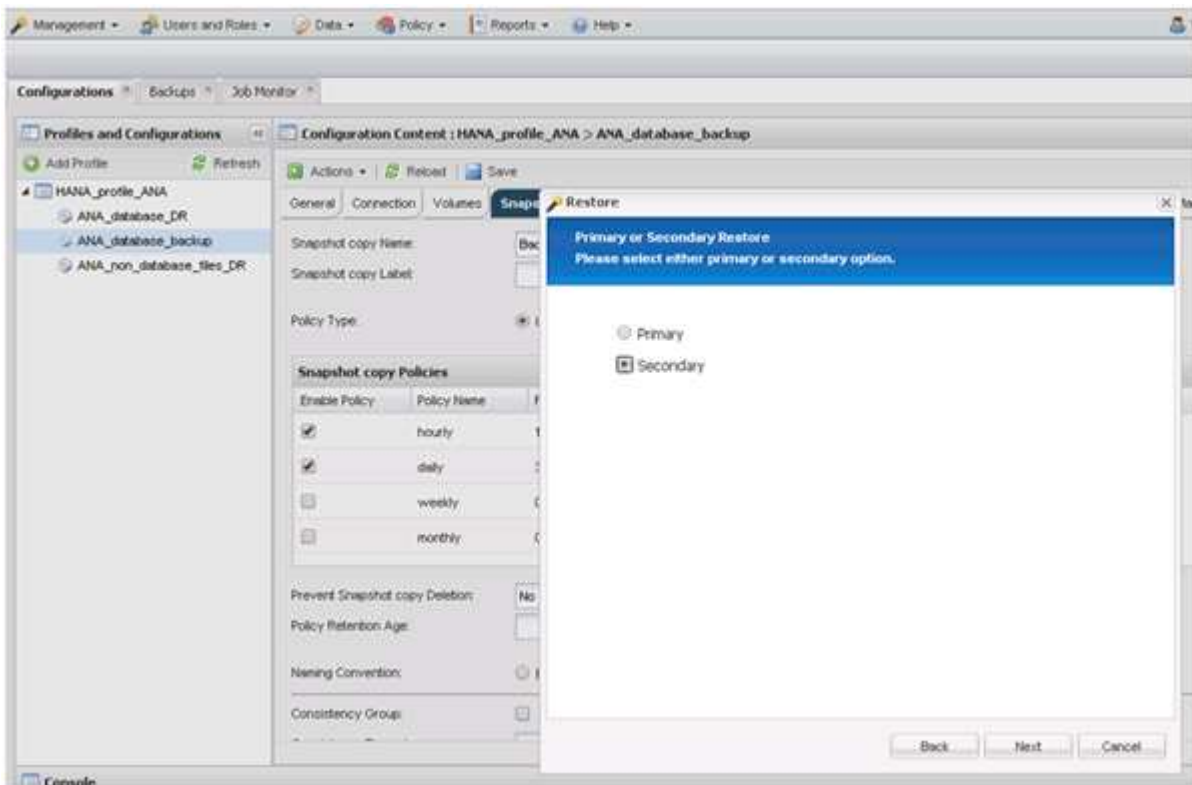 Management Users and Roles Data Policy Reports Help
Configurations Backups Job Monitor
Profiles and Configurations
Add Profile Refresh
HANA_profile_ANA
ANA_database_DR
ANA_database_backup
ANA_non_database_files_DR
Configuration Content : HANA_profile_ANA > ANA_database_backup
Actions Reload Save
General Connection Volumes Snaps
Snapshot copy Name:
Snapshot copy Label:
Policy Type:
Snapshot copy Policies
Enable Policy Policy Name
hourly
daily
weekly
monthly
Prevent Snapshot copy Deletion: No
Policy Retention Age:
Naming Convention:
Consistency Group:
Restore
Primary or Secondary Restore
Please select either primary or secondary option.
Primary
Secondary
Back Next Cancel
Console